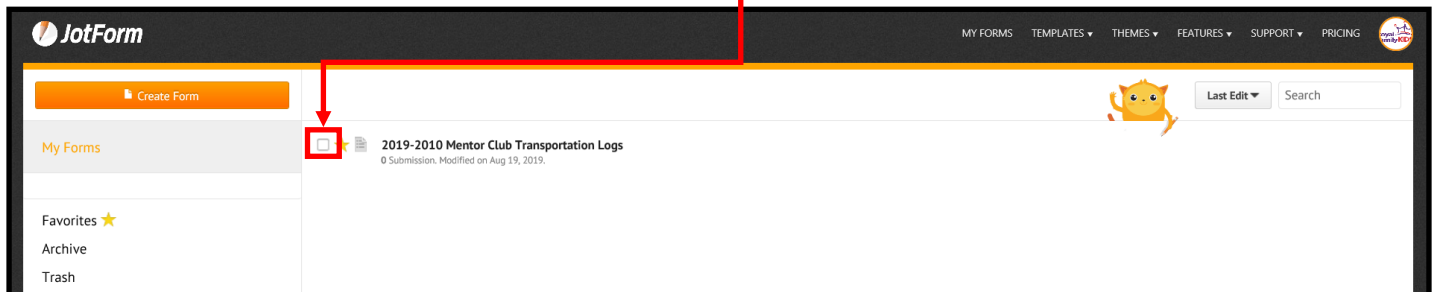 JotForm
MY FORMS TEMPLATES ▾ THEMES ▾ FEATURES ▾ SUPPORT ▾ PRICING
Create Form
Last Edit ▾ Search
My Forms
2019-2010 Mentor Club Transportation Logs
0 Submission. Modified on Aug 19, 2019.
Favorites
Archive
Trash